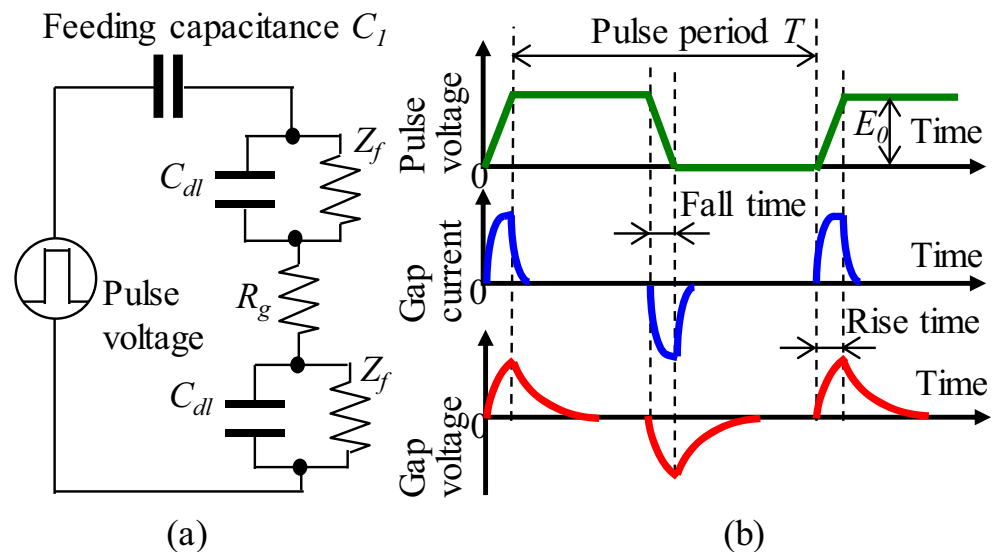 Feeding capacitance C1
Zf
Cdl
Pulse
voltage
Rg
Zf
Cdl
(a)
Pulse period T
Pulse
voltage
E0
Time
0
Fall time
Gap
current
Time
0
Rise time
Gap
voltage
Time
0
(b)